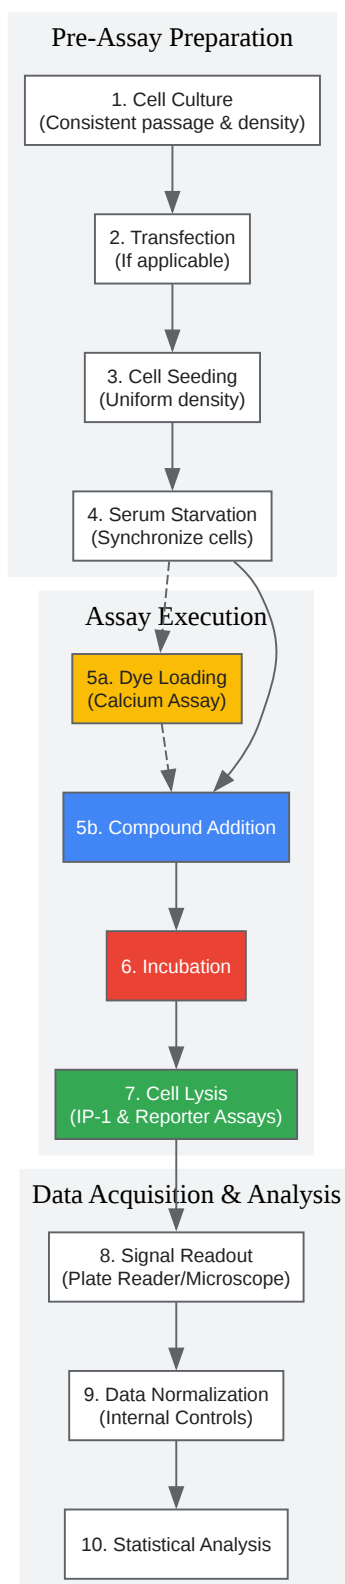 Pre-Assay Preparation
1. Cell Culture
(Consistent passage & density)
2. Transfection
(If applicable)
3. Cell Seeding
(Uniform density)
4. Serum Starvation
(Synchronize cells)
Assay Execution
5a. Dye Loading
(Calcium Assay)
5b. Compound Addition
6. Incubation
7. Cell Lysis
(IP-1 & Reporter Assays)
Data Acquisition & Analysis
8. Signal Readout
(Plate Reader/Microscope)
9. Data Normalization
(Internal Controls)
10. Statistical Analysis